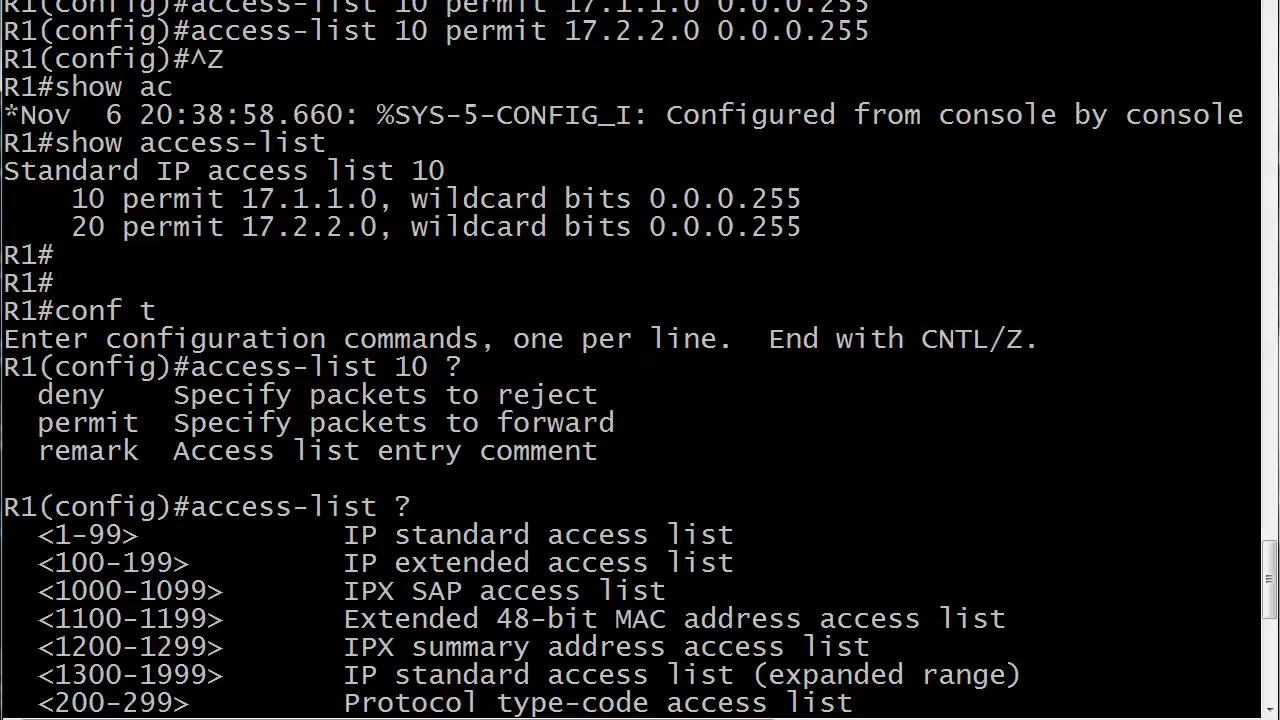 R1(config)#access-list 10 permit 17.1.1.0 0.0.0.255
R1(config)#access-list 10 permit 17.2.2.0 0.0.0.255
R1(config)#^Z
R1#show ac
*Nov  6 20:38:58.660: %SYS-5-CONFIG_I: Configured from console by console
R1#show access-list
Standard IP access list 10
    10 permit 17.1.1.0, wildcard bits 0.0.0.255
    20 permit 17.2.2.0, wildcard bits 0.0.0.255
R1#
R1#
R1#conf t
Enter configuration commands, one per line.  End with CNTL/Z.
R1(config)#access-list 10 ?
  deny    Specify packets to reject
  permit  Specify packets to forward
  remark  Access list entry comment
R1(config)#access-list ?
  <1-99>            IP standard access list
  <100-199>         IP extended access list
  <1000-1099>       IPX SAP access list
  <1100-1199>       Extended 48-bit MAC address access list
  <1200-1299>       IPX summary address access list
  <1300-1999>       IP standard access list (expanded range)
  <200-299>         Protocol type-code access list